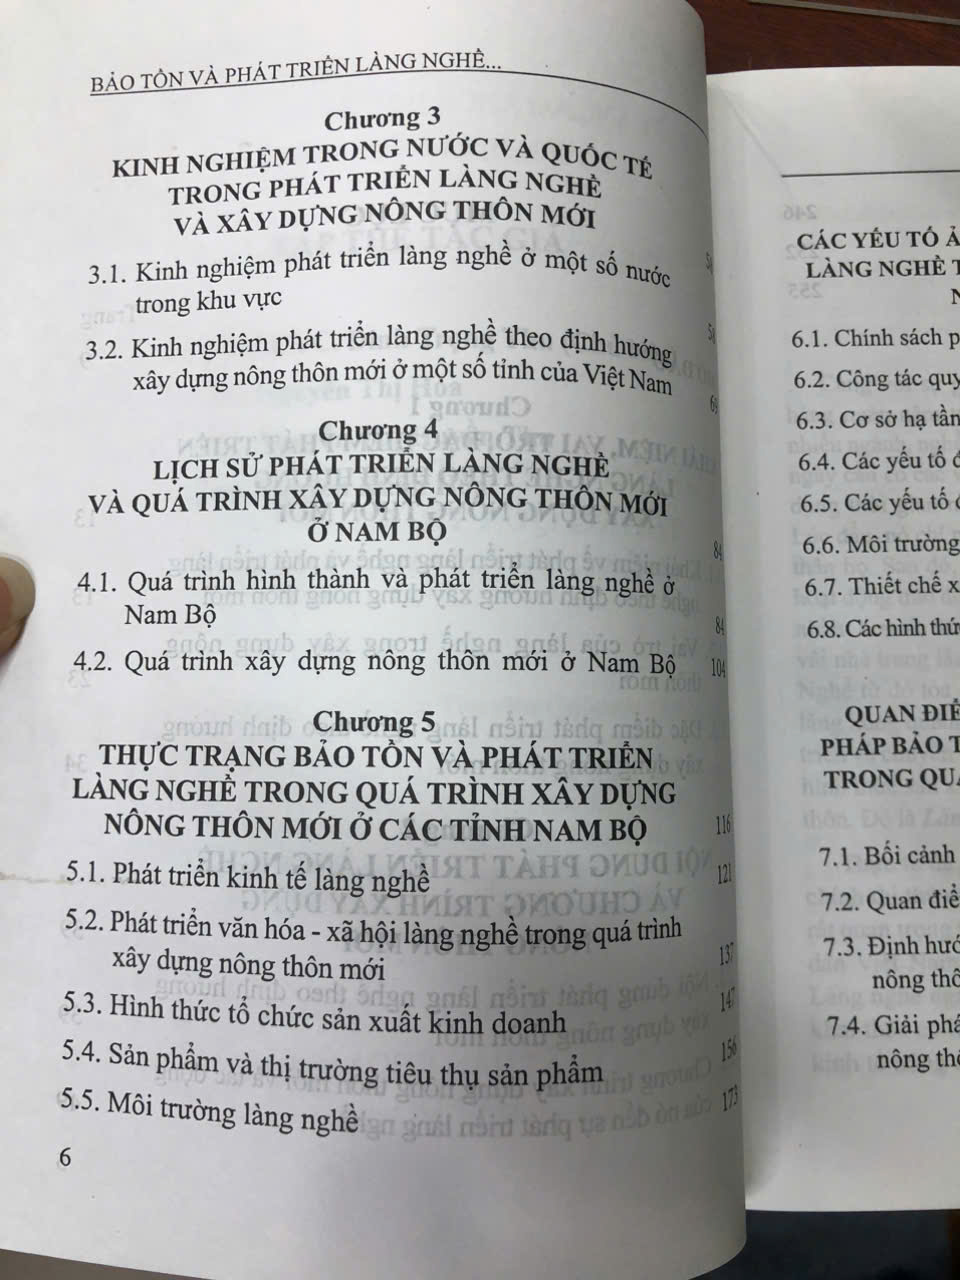 BẢO TỒN VÀ PHÁT TRIỂN LÀNG NGHỀ...
Chương 3
KINH NGHIỆM TRONG NƯỚC VÀ QUỐC TẾ
TRONG PHÁT TRIỂN LÀNG NGHỀ
VÀ XÂY DỰNG NÔNG THÔN MỚI
3.1. Kinh nghiệm phát triển làng nghề ở một số nước
trong khu vực
58
3.2. Kinh nghiệm phát triển làng nghề theo định hướng
xây dựng nông thôn mới ở một số tỉnh của Việt Nam
69
Chương 4
LỊCH SỬ PHÁT TRIỂN LÀNG NGHỀ
VÀ QUÁ TRÌNH XÂY DỰNG NÔNG THÔN MỚI
Ở NAM BỘ
84
4.1. Quá trình hình thành và phát triển làng nghề ở
Nam Bộ 84
4.2. Quá trình xây dựng nông thôn mới ở Nam Bộ 104
Chương 5
THỰC TRẠNG BẢO TỒN VÀ PHÁT TRIỂN
LÀNG NGHỀ TRONG QUÁ TRÌNH XÂY DỰNG
NÔNG THÔN MỚI Ở CÁC TỈNH NAM BỘ 116
5.1. Phát triển kinh tế làng nghề 121
5.2. Phát triển văn hóa - xã hội làng nghề trong quá trình
xây dựng nông thôn mới 137
5.3. Hình thức tổ chức sản xuất kinh doanh 147
5.4. Sản phẩm và thị trường tiêu thụ sản phẩm 156
5.5. Môi trường làng nghề 173
6
CÁC YẾU TỐ
LÀNG NGHỀ
6.1. Chính sách
6.2. Công tác
6.3. Cơ sở hạ
6.4. Các yếu tố
6.5. Các yếu tố
6.6. Môi trường
6.7. Thiết chế
6.8. Các hình thức
QUAN
PHÁP BẢO
TRONG
7.1. Bối cảnh
7.2. Quan
7.3. Định
nông
7.4. Giải
nông